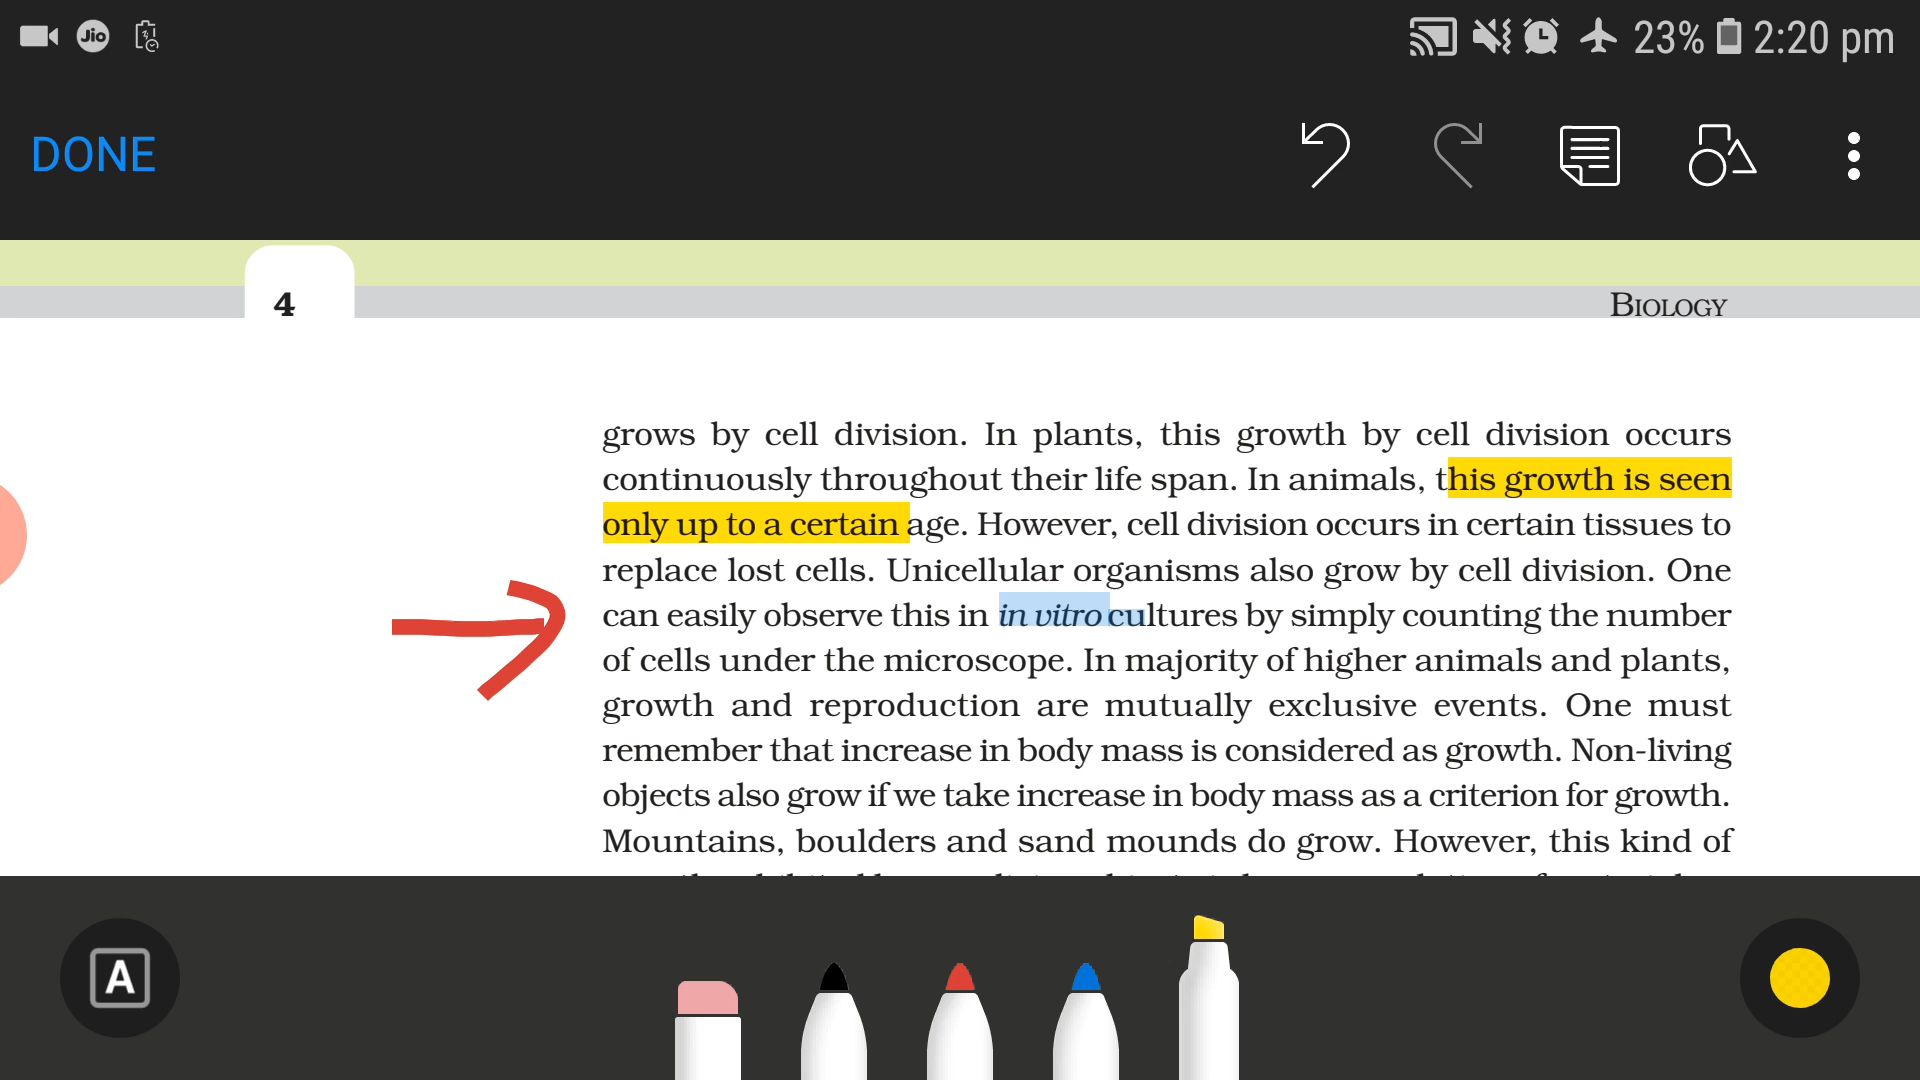 Jio
23% 2:20 pm
DONE
4
BIOLOGY
grows by cell division. In plants, this growth by cell division occurs
continuously throughout their life span. In animals, this growth is seen
only up to a certain age. However, cell division occurs in certain tissues to
replace lost cells. Unicellular organisms also grow by cell division. One
can easily observe this in in vitro cultures by simply counting the number
of cells under the microscope. In majority of higher animals and plants,
growth and reproduction are mutually exclusive events. One must
remember that increase in body mass is considered as growth. Non-living
objects also grow if we take increase in body mass as a criterion for growth.
Mountains, boulders and sand mounds do grow. However, this kind of
A